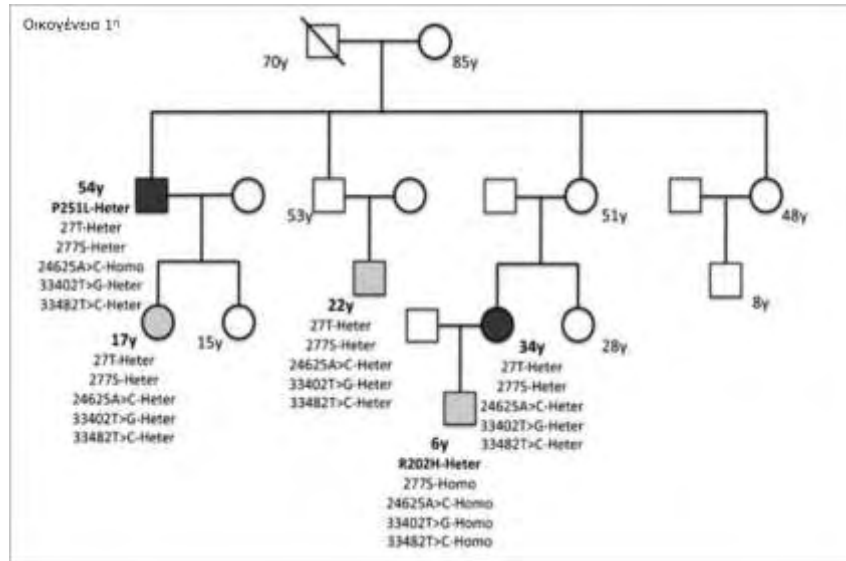 Οικογένεια 1η
70y
85y
54y
P251L-Heter
27T-Heter
277S-Heter
24625A>C-Homo
33402T>G-Heter
33482T>C-Heter
53y
51y
48y
17y
27T-Heter
277S-Heter
24625A>C-Heter
33402T>G-Heter
33482T>C-Heter
15y
22y
27T-Heter
277S-Heter
24625A>C-Heter
33402T>G-Heter
33482T>C-Heter
34y
27T-Heter
277S-Heter
24625A>C-Heter
33402T>G-Heter
33482T>C-Heter
28y
8y
6y
R202H-Heter
277S-Homo
24625A>C-Homo
33402T>G-Homo
33482T>C-Homo